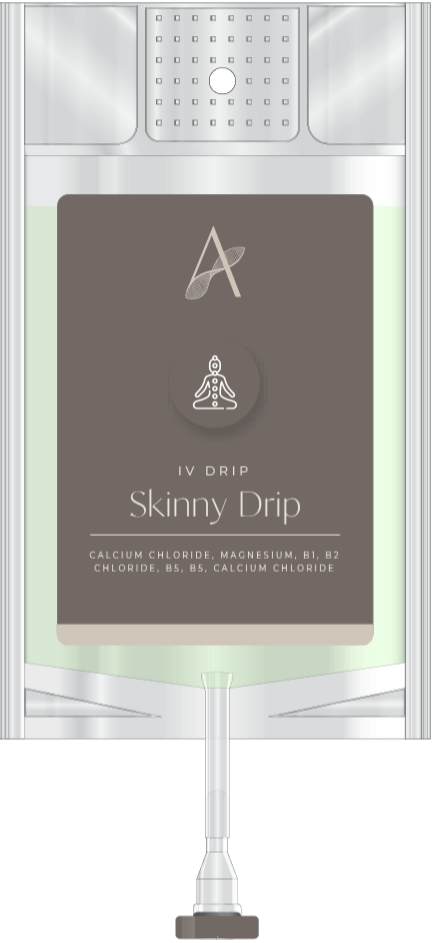 A
IV DRIP
Skinny Drip
CALCIUM CHLORIDE, MAGNESIUM, B1, B2
CHLORIDE, B5, B5, CALCIUM CHLORIDE